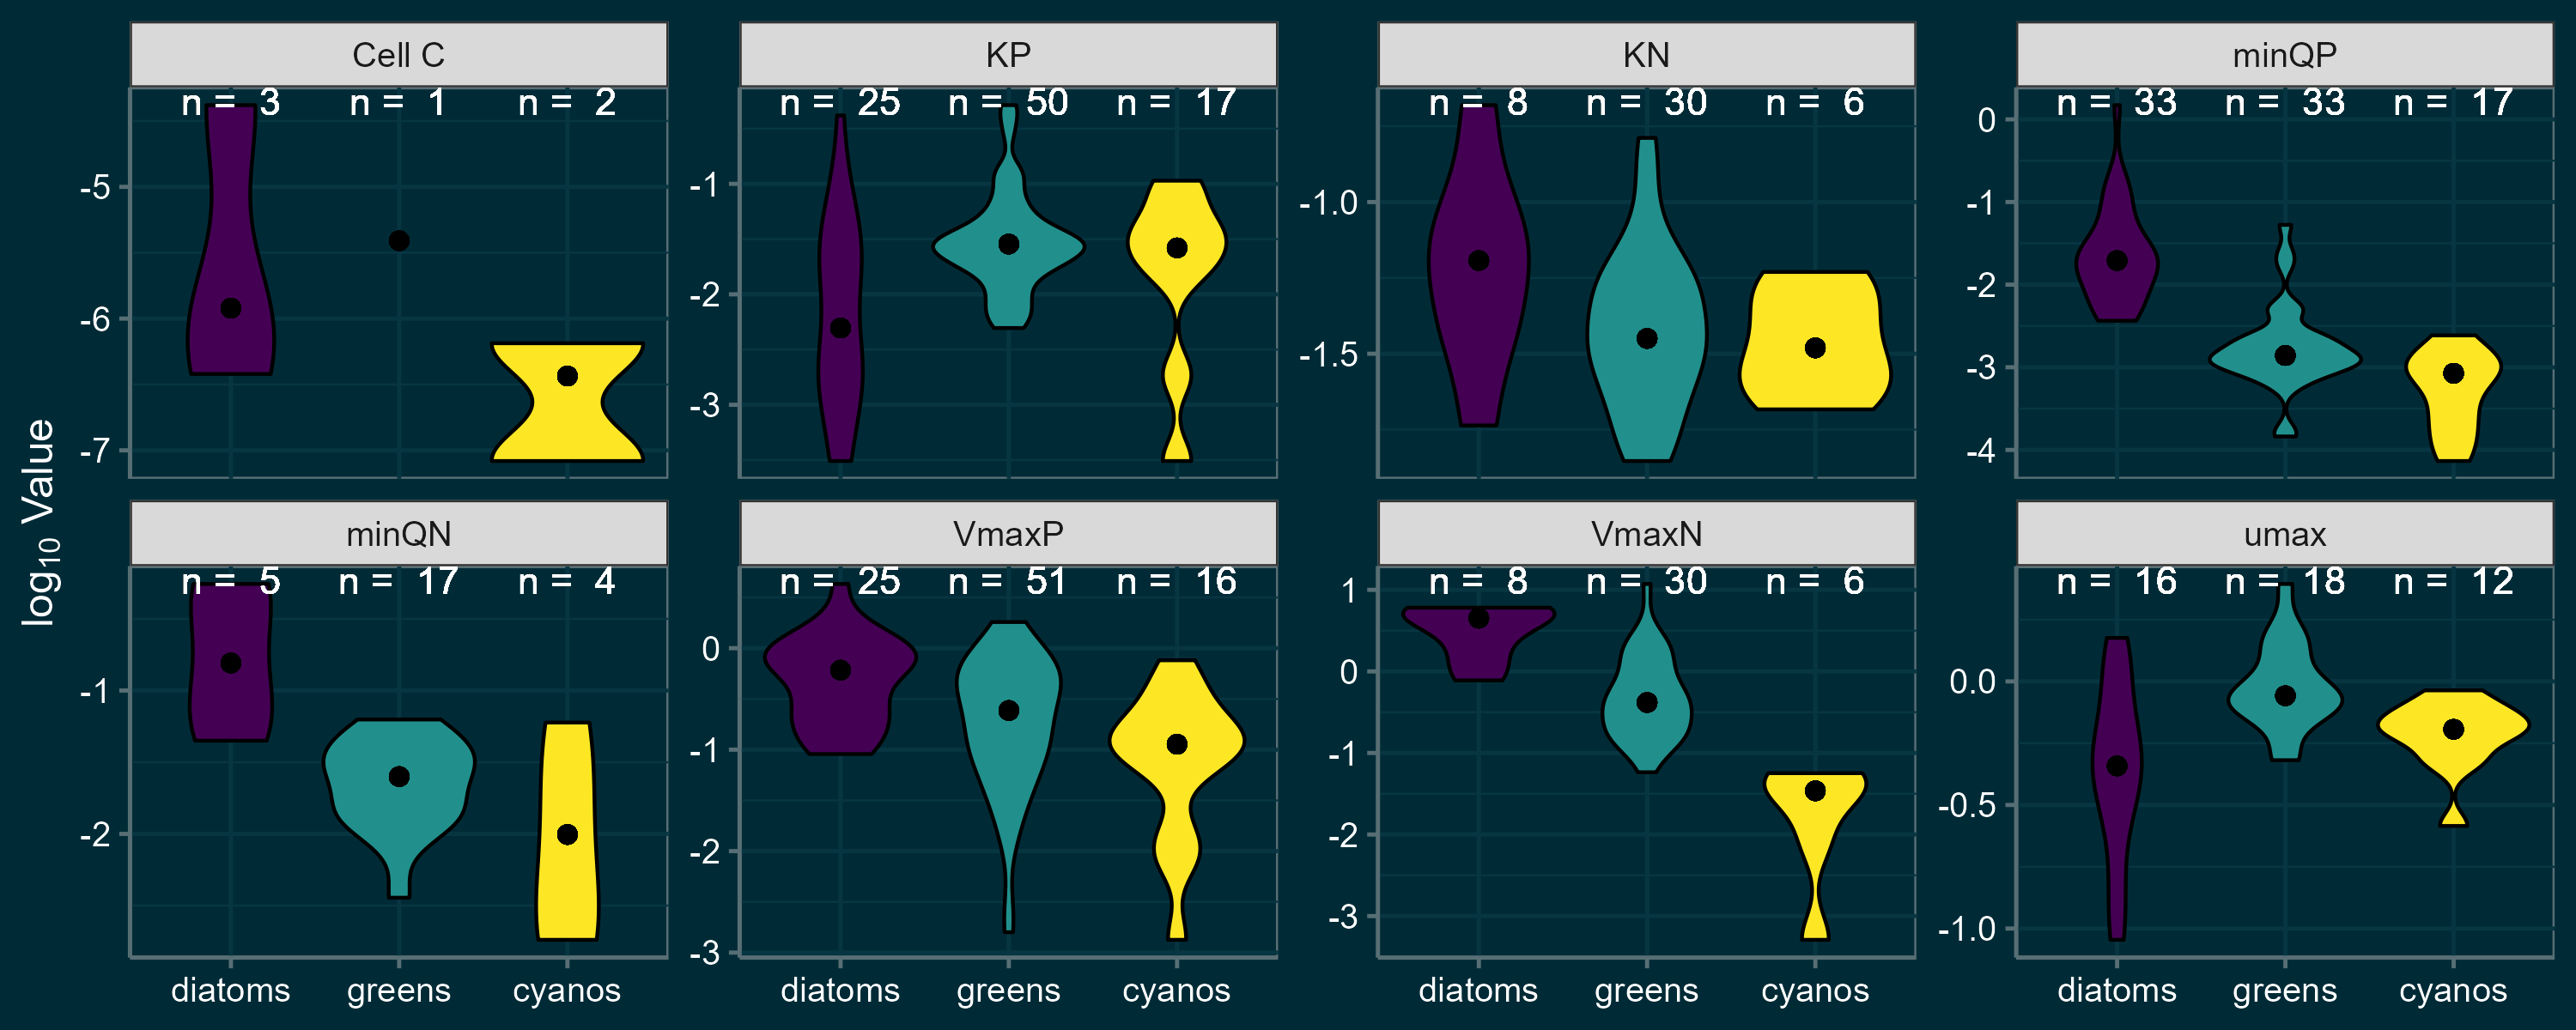 log10 Value
Cell C
n = 3 n = 1 n = 2
-5
-6
-7
KP
n = 25 n = 50 n = 17
-1
-2
-3
KN
n = 8 n = 30 n = 6
-1.0
-1.5
minQP
n = 33 n = 33 n = 17
0
-1
-2
-3
-4
minQN
n = 5 n = 17 n = 4
-1
-2
diatoms greens cyanos
VmaxP
n = 25 n = 51 n = 16
0
-1
-2
-3
diatoms greens cyanos
VmaxN
n = 8 n = 30 n = 6
1
0
-1
-2
-3
diatoms greens cyanos
umax
n = 16 n = 18 n = 12
0.0
-0.5
-1.0
diatoms greens cyanos